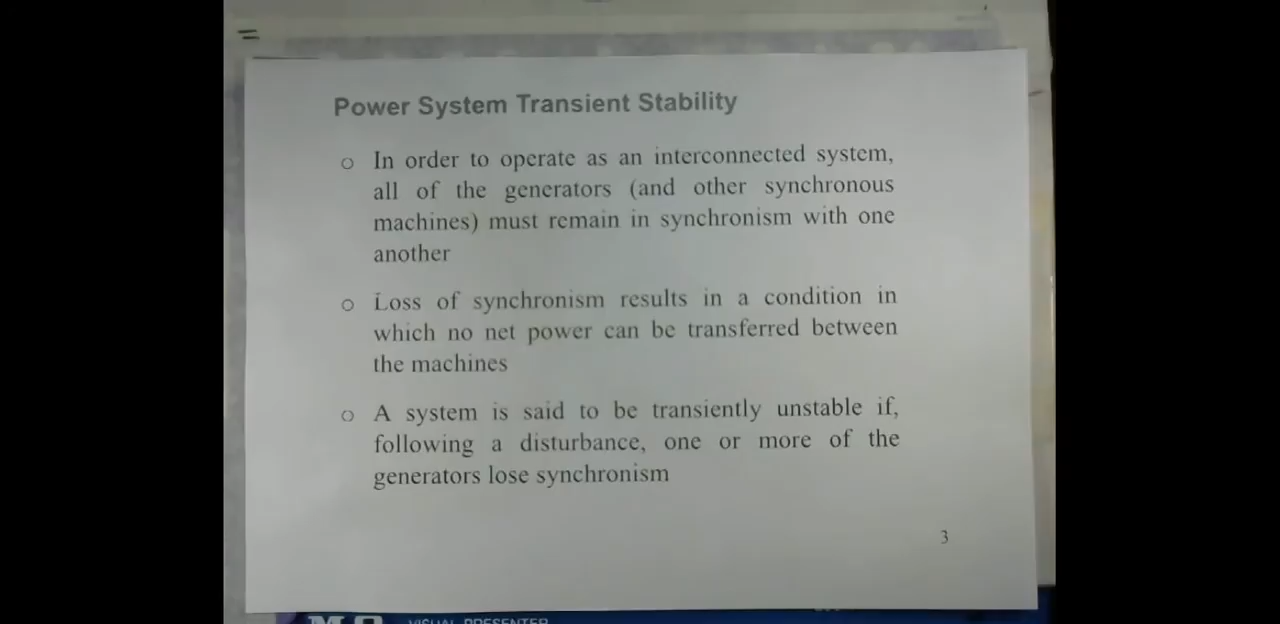 Power System Transient Stability
○ In order to operate as an interconnected system,
all of the generators (and other synchronous
machines) must remain in synchronism with one
another
○ Loss of synchronism results in a condition in
which no net power can be transferred between
the machines
○ A system is said to be transiently unstable if,
following a disturbance, one or more of the
generators lose synchronism
3
VISUAL PRESENTER